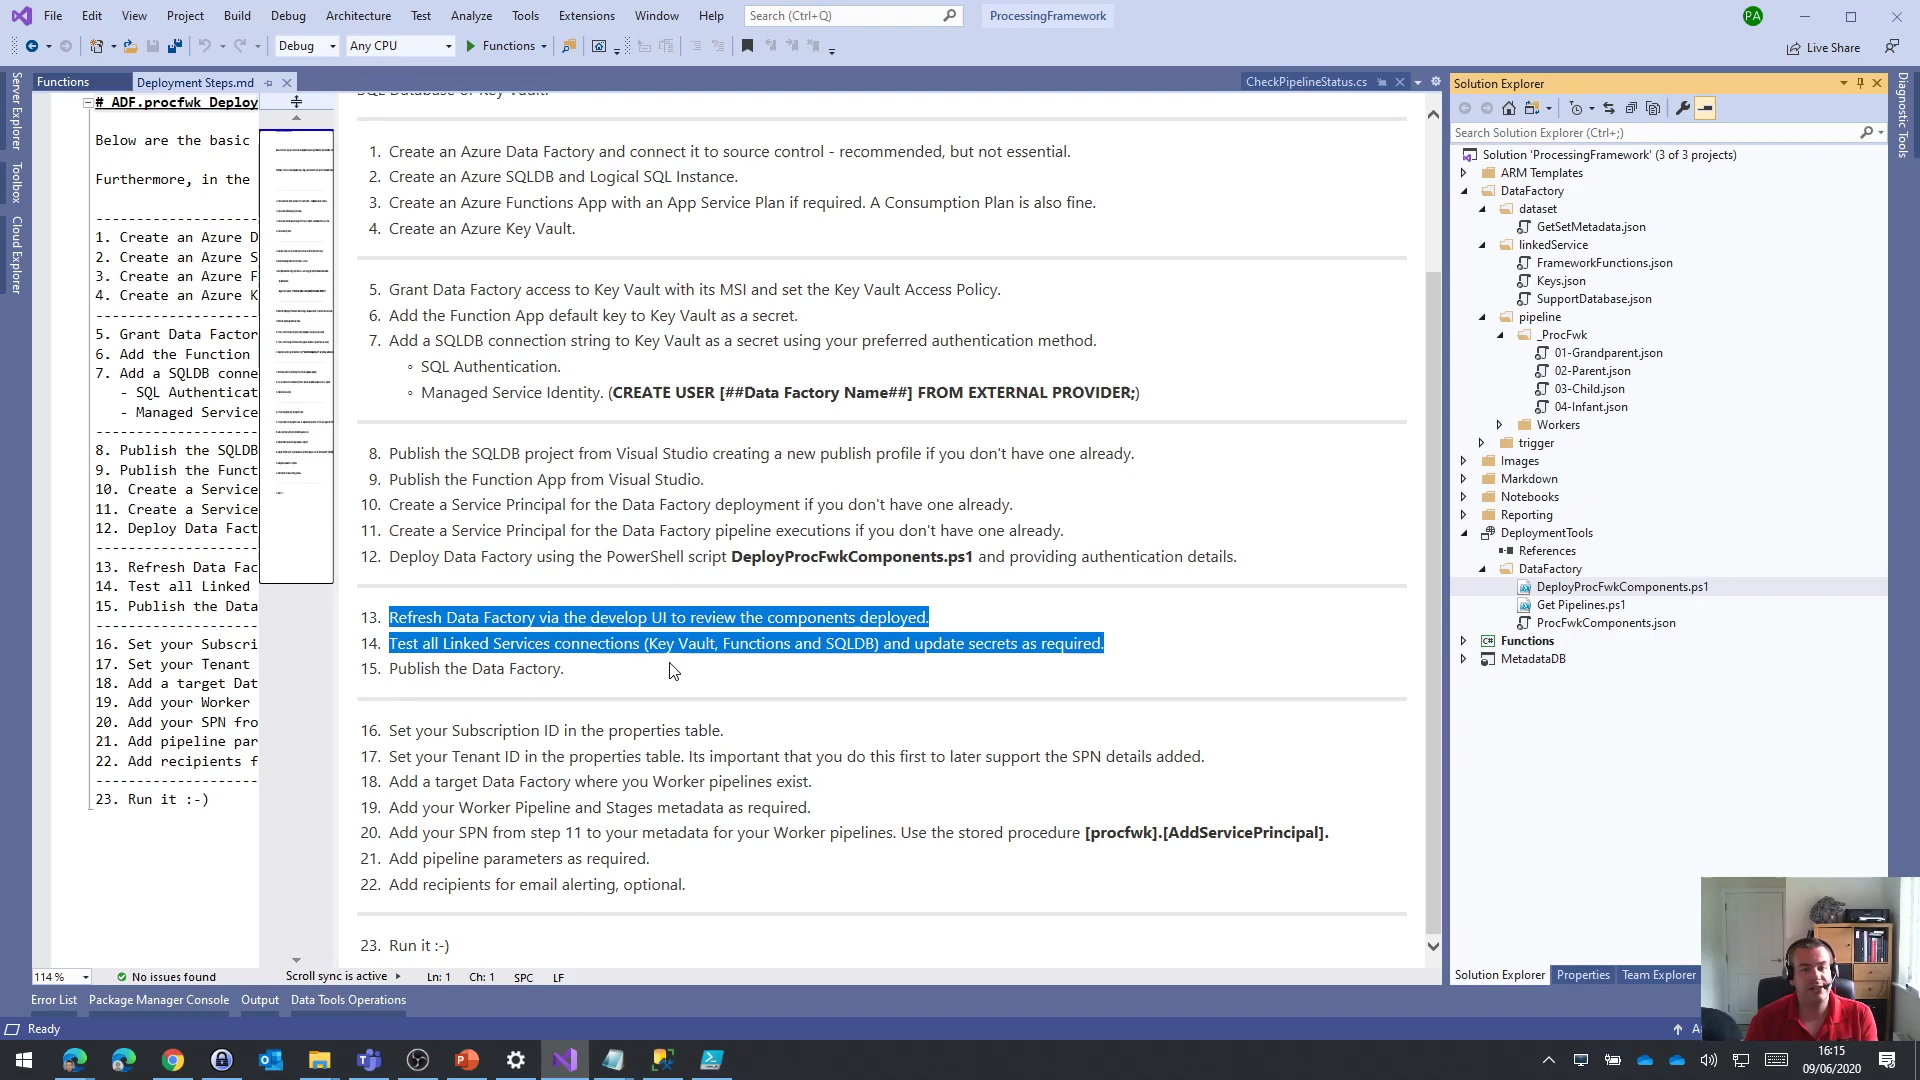 File Edit View Project Build Debug Architecture Test Analyze Tools Extensions Window Help Search (Ctrl+Q) ProcessingFramework PA
Debug Any CPU Functions Live Share
Server Explorer
Toolbox
Cloud Explorer
Functions Deployment Steps.md CheckPipelineStatus.cs
# ADF.procfwk Deploy
Below are the basic
Furthermore, in the
1. Create an Azure D
2. Create an Azure S
3. Create an Azure F
4. Create an Azure K
5. Grant Data Factor
6. Add the Function
7. Add a SQLDB conne
- SQL Authenticat
- Managed Service
8. Publish the SQLDB
9. Publish the Funct
10. Create a Service
11. Create a Service
12. Deploy Data Fact
13. Refresh Data Fac
14. Test all Linked
15. Publish the Data
16. Set your Subscri
17. Set your Tenant
18. Add a target Dat
19. Add your Worker
20. Add your SPN fro
21. Add pipeline par
22. Add recipients f
23. Run it :-)
SQL Database or Key Vault.
1. Create an Azure Data Factory and connect it to source control - recommended, but not essential.
2. Create an Azure SQLDB and Logical SQL Instance.
3. Create an Azure Functions App with an App Service Plan if required. A Consumption Plan is also fine.
4. Create an Azure Key Vault.
5. Grant Data Factory access to Key Vault with its MSI and set the Key Vault Access Policy.
6. Add the Function App default key to Key Vault as a secret.
7. Add a SQLDB connection string to Key Vault as a secret using your preferred authentication method.
◦ SQL Authentication.
◦ Managed Service Identity. (CREATE USER [##Data Factory Name##] FROM EXTERNAL PROVIDER;)
8. Publish the SQLDB project from Visual Studio creating a new publish profile if you don't have one already.
9. Publish the Function App from Visual Studio.
10. Create a Service Principal for the Data Factory deployment if you don't have one already.
11. Create a Service Principal for the Data Factory pipeline executions if you don't have one already.
12. Deploy Data Factory using the PowerShell script DeployProcFwkComponents.ps1 and providing authentication details.
13. Refresh Data Factory via the develop UI to review the components deployed.
14. Test all Linked Services connections (Key Vault, Functions and SQLDB) and update secrets as required.
15. Publish the Data Factory.
16. Set your Subscription ID in the properties table.
17. Set your Tenant ID in the properties table. Its important that you do this first to later support the SPN details added.
18. Add a target Data Factory where you Worker pipelines exist.
19. Add your Worker Pipeline and Stages metadata as required.
20. Add your SPN from step 11 to your metadata for your Worker pipelines. Use the stored procedure [procfwk].[AddServicePrincipal].
21. Add pipeline parameters as required.
22. Add recipients for email alerting, optional.
23. Run it :-)
Solution Explorer
Search Solution Explorer (Ctrl+;)
Solution 'ProcessingFramework' (3 of 3 projects)
ARM Templates
DataFactory
dataset
GetSetMetadata.json
linkedService
FrameworkFunctions.json
Keys.json
SupportDatabase.json
pipeline
_ProcFwk
01-Grandparent.json
02-Parent.json
03-Child.json
04-Infant.json
Workers
trigger
Images
Markdown
Notebooks
Reporting
DeploymentTools
References
DataFactory
DeployProcFwkComponents.ps1
Get Pipelines.ps1
ProcFwkComponents.json
C# Functions
MetadataDB
Diagnostic Tools
Solution Explorer Properties Team Explorer
114 % No issues found Scroll sync is active Ln: 1 Ch: 1 SPC LF
Error List Package Manager Console Output Data Tools Operations
Ready
16:15
09/06/2020